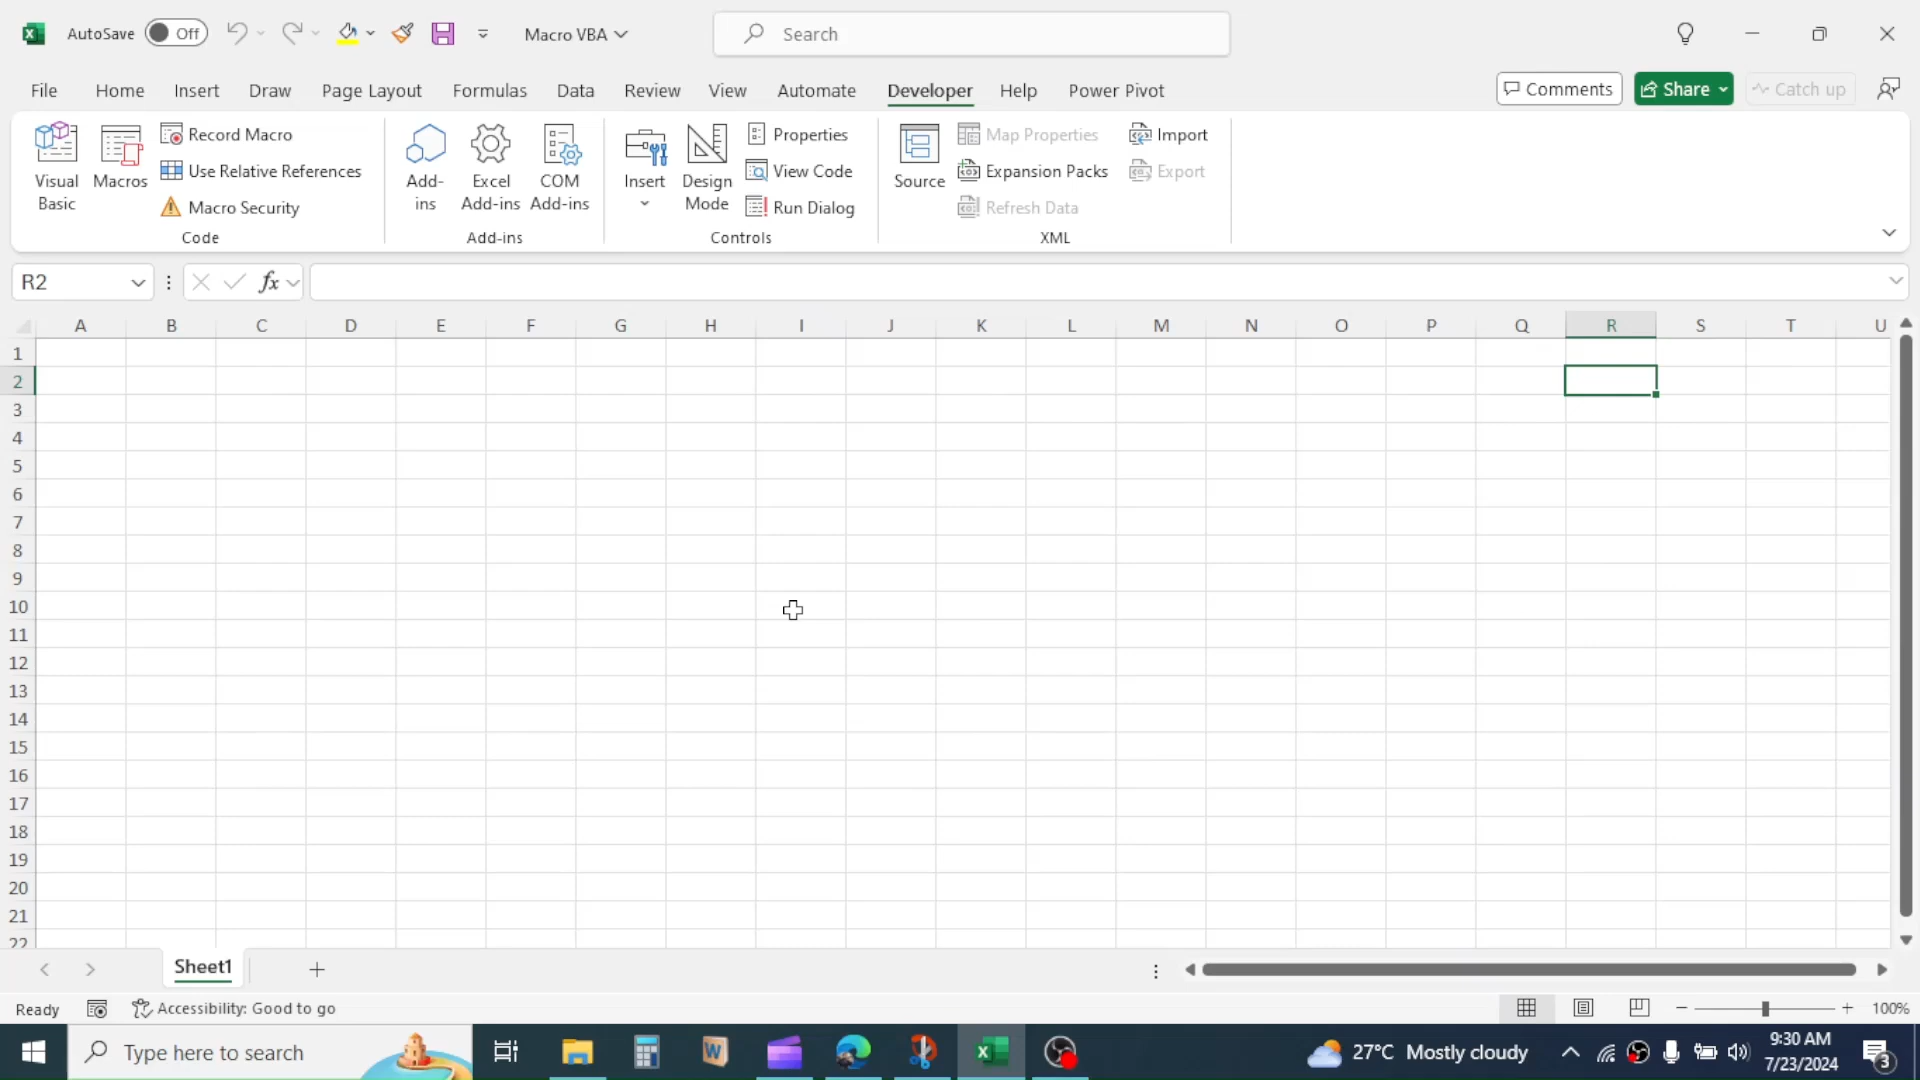 AutoSave Off Macro VBA Search
File Home Insert Draw Page Layout Formulas Data Review View Automate Developer Help Power Pivot Comments Share Catch up
Visual Basic
Macros
Record Macro
Use Relative References
Macro Security
Code
Add-ins
Excel Add-ins
COM Add-ins
Add-ins
Insert
Design Mode
Properties
View Code
Run Dialog
Controls
Source
Map Properties
Expansion Packs
Refresh Data
Import
Export
XML
R2 fx
A B C D E F G H I J K L M N O P Q R S T U
1
2
3
4
5
6
7
8
9
10
11
12
13
14
15
16
17
18
19
20
21
22
Sheet1
Ready Accessibility: Good to go 100%
Type here to search W 27°C Mostly cloudy 9:30 AM
7/23/2024
3